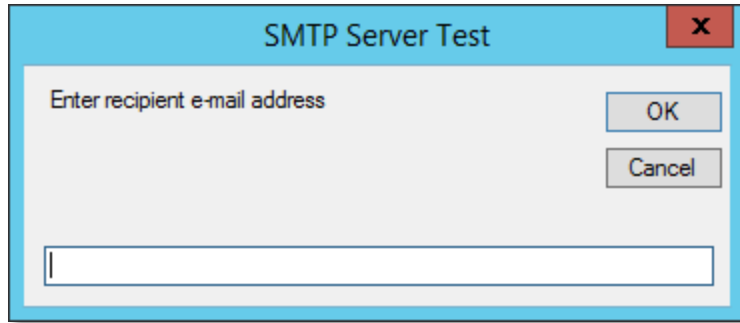 SMTP Server Test
x
Enter recipient e-mail address
OK
Cancel